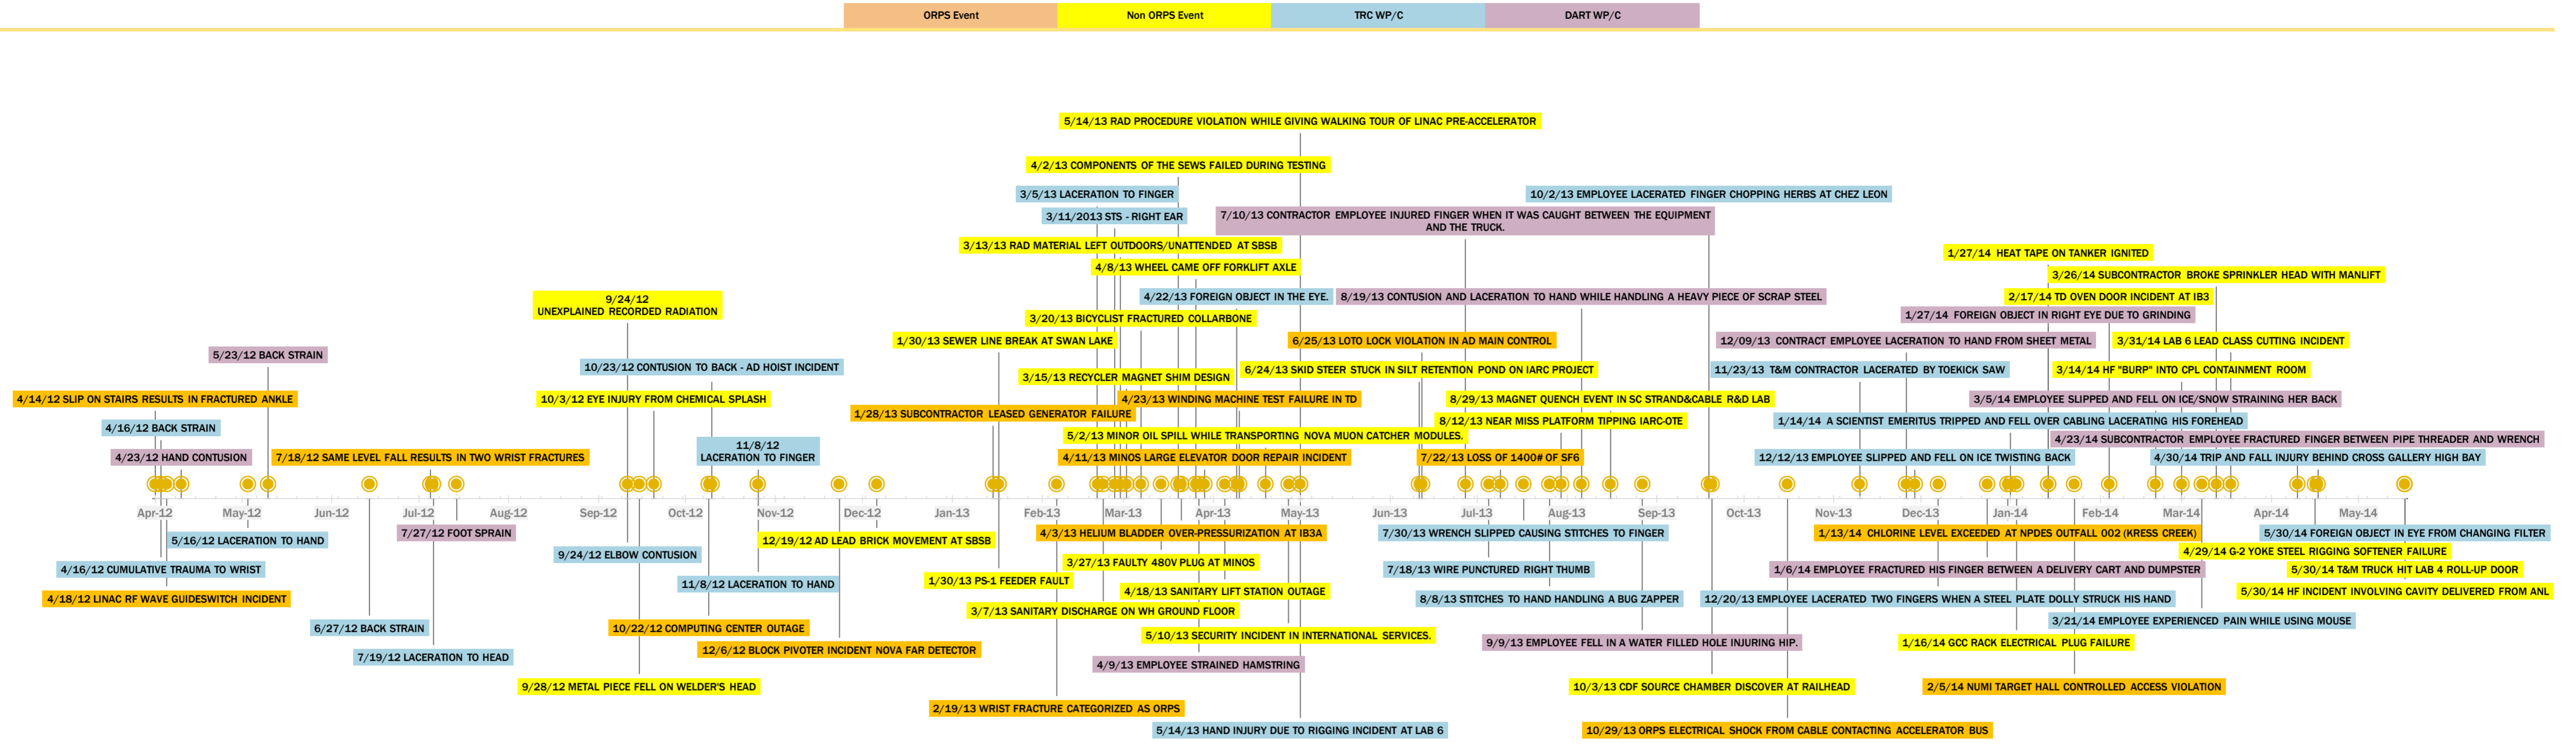 ORPS Event
Non ORPS Event
TRC WP/C
DART WP/C
5/14/13 RAD PROCEDURE VIOLATION WHILE GIVING WALKING TOUR OF LINAC PRE-ACCELERATOR
4/2/13 COMPONENTS OF THE SEWS FAILED DURING TESTING
3/5/13 LACERATION TO FINGER
10/2/13 EMPLOYEE LACERATED FINGER CHOPPING HERBS AT CHEZ LEON
3/11/2013 STS - RIGHT EAR
7/10/13 CONTRACTOR EMPLOYEE INJURED FINGER WHEN IT WAS CAUGHT BETWEEN THE EQUIPMENT
AND THE TRUCK.
3/13/13 RAD MATERIAL LEFT OUTDOORS/UNATTENDED AT SBSB
1/27/14 HEAT TAPE ON TANKER IGNITED
4/8/13 WHEEL CAME OFF FORKLIFT AXLE
3/26/14 SUBCONTRACTOR BROKE SPRINKLER HEAD WITH MANLIFT
9/24/12
UNEXPLAINED RECORDED RADIATION
4/22/13 FOREIGN OBJECT IN THE EYE.
8/19/13 CONTUSION AND LACERATION TO HAND WHILE HANDLING A HEAVY PIECE OF SCRAP STEEL
2/17/14 TD OVEN DOOR INCIDENT AT IB3
3/20/13 BICYCLIST FRACTURED COLLARBONE
1/27/14 FOREIGN OBJECT IN RIGHT EYE DUE TO GRINDING
1/30/13 SEWER LINE BREAK AT SWAN LAKE
6/25/13 LOTO LOCK VIOLATION IN AD MAIN CONTROL
12/09/13 CONTRACT EMPLOYEE LACERATION TO HAND FROM SHEET METAL
3/31/14 LAB 6 LEAD CLASS CUTTING INCIDENT
5/23/12 BACK STRAIN
10/23/12 CONTUSION TO BACK - AD HOIST INCIDENT
3/15/13 RECYCLER MAGNET SHIM DESIGN
6/24/13 SKID STEER STUCK IN SILT RETENTION POND ON IARC PROJECT
11/23/13 T&M CONTRACTOR LACERATED BY TOEKICK SAW
3/14/14 HF "BURP" INTO CPL CONTAINMENT ROOM
4/14/12 SLIP ON STAIRS RESULTS IN FRACTURED ANKLE
10/3/12 EYE INJURY FROM CHEMICAL SPLASH
1/28/13 SUBCONTRACTOR LEASED GENERATOR FAILURE
4/23/13 WINDING MACHINE TEST FAILURE IN TD
8/29/13 MAGNET QUENCH EVENT IN SC STRAND&CABLE R&D LAB
3/5/14 EMPLOYEE SLIPPED AND FELL ON ICE/SNOW STRAINING HER BACK
4/16/12 BACK STRAIN
8/12/13 NEAR MISS PLATFORM TIPPING IARC-OTE
1/14/14 A SCIENTIST EMERITUS TRIPPED AND FELL OVER CABLING LACERATING HIS FOREHEAD
5/2/13 MINOR OIL SPILL WHILE TRANSPORTING NOVA MUON CATCHER MODULES.
4/23/14 SUBCONTRACTOR EMPLOYEE FRACTURED FINGER BETWEEN PIPE THREADER AND WRENCH
4/23/12 HAND CONTUSION
7/18/12 SAME LEVEL FALL RESULTS IN TWO WRIST FRACTURES
11/8/12
LACERATION TO FINGER
4/11/13 MINOS LARGE ELEVATOR DOOR REPAIR INCIDENT
7/22/13 LOSS OF 1400# OF SF6
12/12/13 EMPLOYEE SLIPPED AND FELL ON ICE TWISTING BACK
4/30/14 TRIP AND FALL INJURY BEHIND CROSS GALLERY HIGH BAY
Apr-12
May-12
Jun-12
Jul-12
Aug-12
Sep-12
Oct-12
Nov-12
Dec-12
Jan-13
Feb-13
Mar-13
Apr-13
May-13
Jun-13
Jul-13
Aug-13
Sep-13
Oct-13
Nov-13
Dec-13
Jan-14
Feb-14
Mar-14
Apr-14
May-14
5/16/12 LACERATION TO HAND
7/27/12 FOOT SPRAIN
12/19/12 AD LEAD BRICK MOVEMENT AT SBSB
4/3/13 HELIUM BLADDER OVER-PRESSURIZATION AT IB3A
7/30/13 WRENCH SLIPPED CAUSING STITCHES TO FINGER
1/13/14 CHLORINE LEVEL EXCEEDED AT NPDES OUTFALL 002 (KRESS CREEK)
5/30/14 FOREIGN OBJECT IN EYE FROM CHANGING FILTER
9/24/12 ELBOW CONTUSION
3/27/13 FAULTY 480V PLUG AT MINOS
4/29/14 G-2 YOKE STEEL RIGGING SOFTENER FAILURE
4/16/12 CUMULATIVE TRAUMA TO WRIST
11/8/12 LACERATION TO HAND
1/30/13 PS-1 FEEDER FAULT
7/18/13 WIRE PUNCTURED RIGHT THUMB
1/6/14 EMPLOYEE FRACTURED HIS FINGER BETWEEN A DELIVERY CART AND DUMPSTER
5/30/14 T&M TRUCK HIT LAB 4 ROLL-UP DOOR
4/18/12 LINAC RF WAVE GUIDESWITCH INCIDENT
4/18/13 SANITARY LIFT STATION OUTAGE
8/8/13 STITCHES TO HAND HANDLING A BUG ZAPPER
12/20/13 EMPLOYEE LACERATED TWO FINGERS WHEN A STEEL PLATE DOLLY STRUCK HIS HAND
5/30/14 HF INCIDENT INVOLVING CAVITY DELIVERED FROM ANL
3/7/13 SANITARY DISCHARGE ON WH GROUND FLOOR
3/21/14 EMPLOYEE EXPERIENCED PAIN WHILE USING MOUSE
6/27/12 BACK STRAIN
10/22/12 COMPUTING CENTER OUTAGE
5/10/13 SECURITY INCIDENT IN INTERNATIONAL SERVICES.
9/9/13 EMPLOYEE FELL IN A WATER FILLED HOLE INJURING HIP.
1/16/14 GCC RACK ELECTRICAL PLUG FAILURE
7/19/12 LACERATION TO HEAD
12/6/12 BLOCK PIVOTER INCIDENT NOVA FAR DETECTOR
4/9/13 EMPLOYEE STRAINED HAMSTRING
9/28/12 METAL PIECE FELL ON WELDER'S HEAD
10/3/13 CDF SOURCE CHAMBER DISCOVER AT RAILHEAD
2/5/14 NUMI TARGET HALL CONTROLLED ACCESS VIOLATION
2/19/13 WRIST FRACTURE CATEGORIZED AS ORPS
5/14/13 HAND INJURY DUE TO RIGGING INCIDENT AT LAB 6
10/29/13 ORPS ELECTRICAL SHOCK FROM CABLE CONTACTING ACCELERATOR BUS